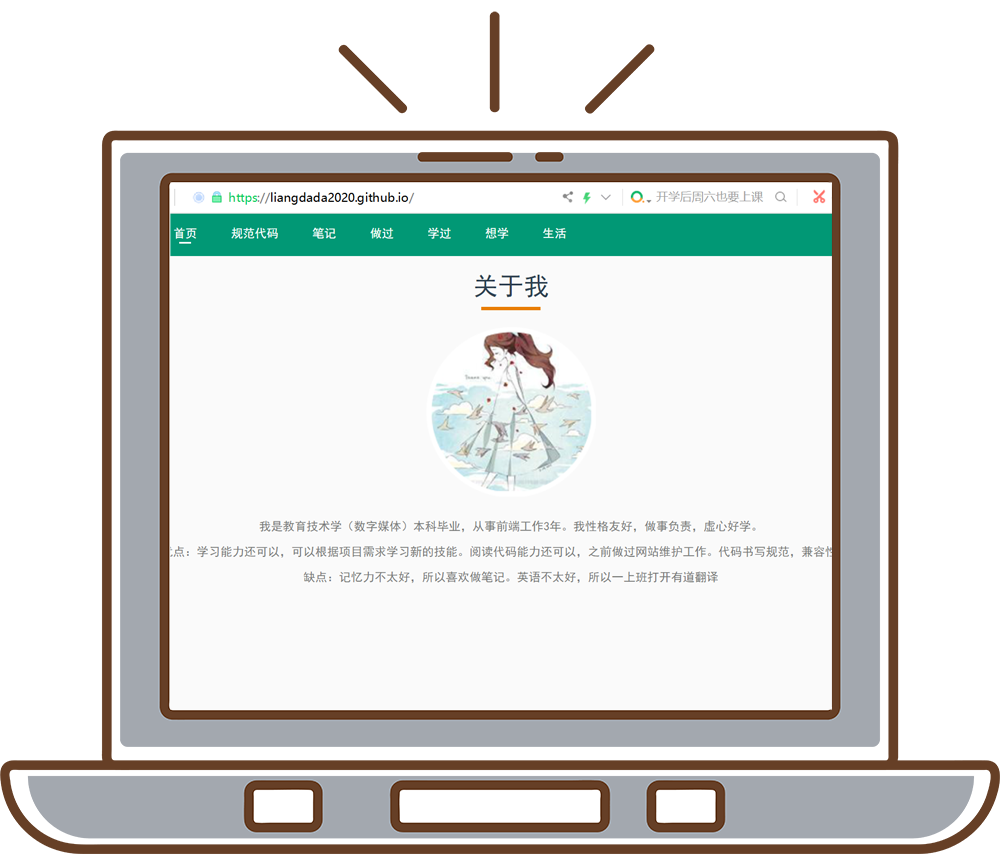 https://liangdada2020.github.io/ 开学后周六也要上课
首页 规范代码 笔记 做过 学过 想学 生活
关于我
我是教育技术学（数字媒体）本科毕业，从事前端工作3年。我性格友好，做事负责，虚心好学。
点：学习能力还可以，可以根据项目需求学习新的技能。阅读代码能力还可以，之前做过网站维护工作。代码书写规范，兼容
缺点：记忆力不太好，所以喜欢做笔记。英语不太好，所以一上班打开有道翻译